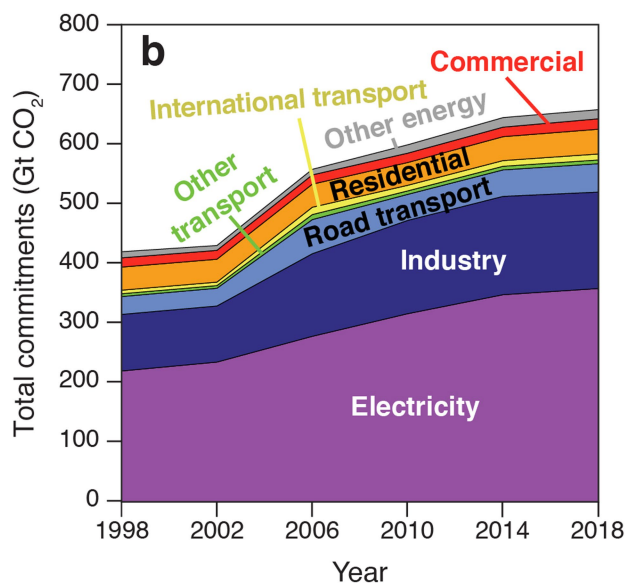 b
Total commitments (Gt CO₂)
800
700
600
500
400
300
200
100
0
Commercial
International transport
Other energy
Other
transport
Residential
Road transport
Industry
Electricity
1998
2002
2006
2010
2014
2018
Year